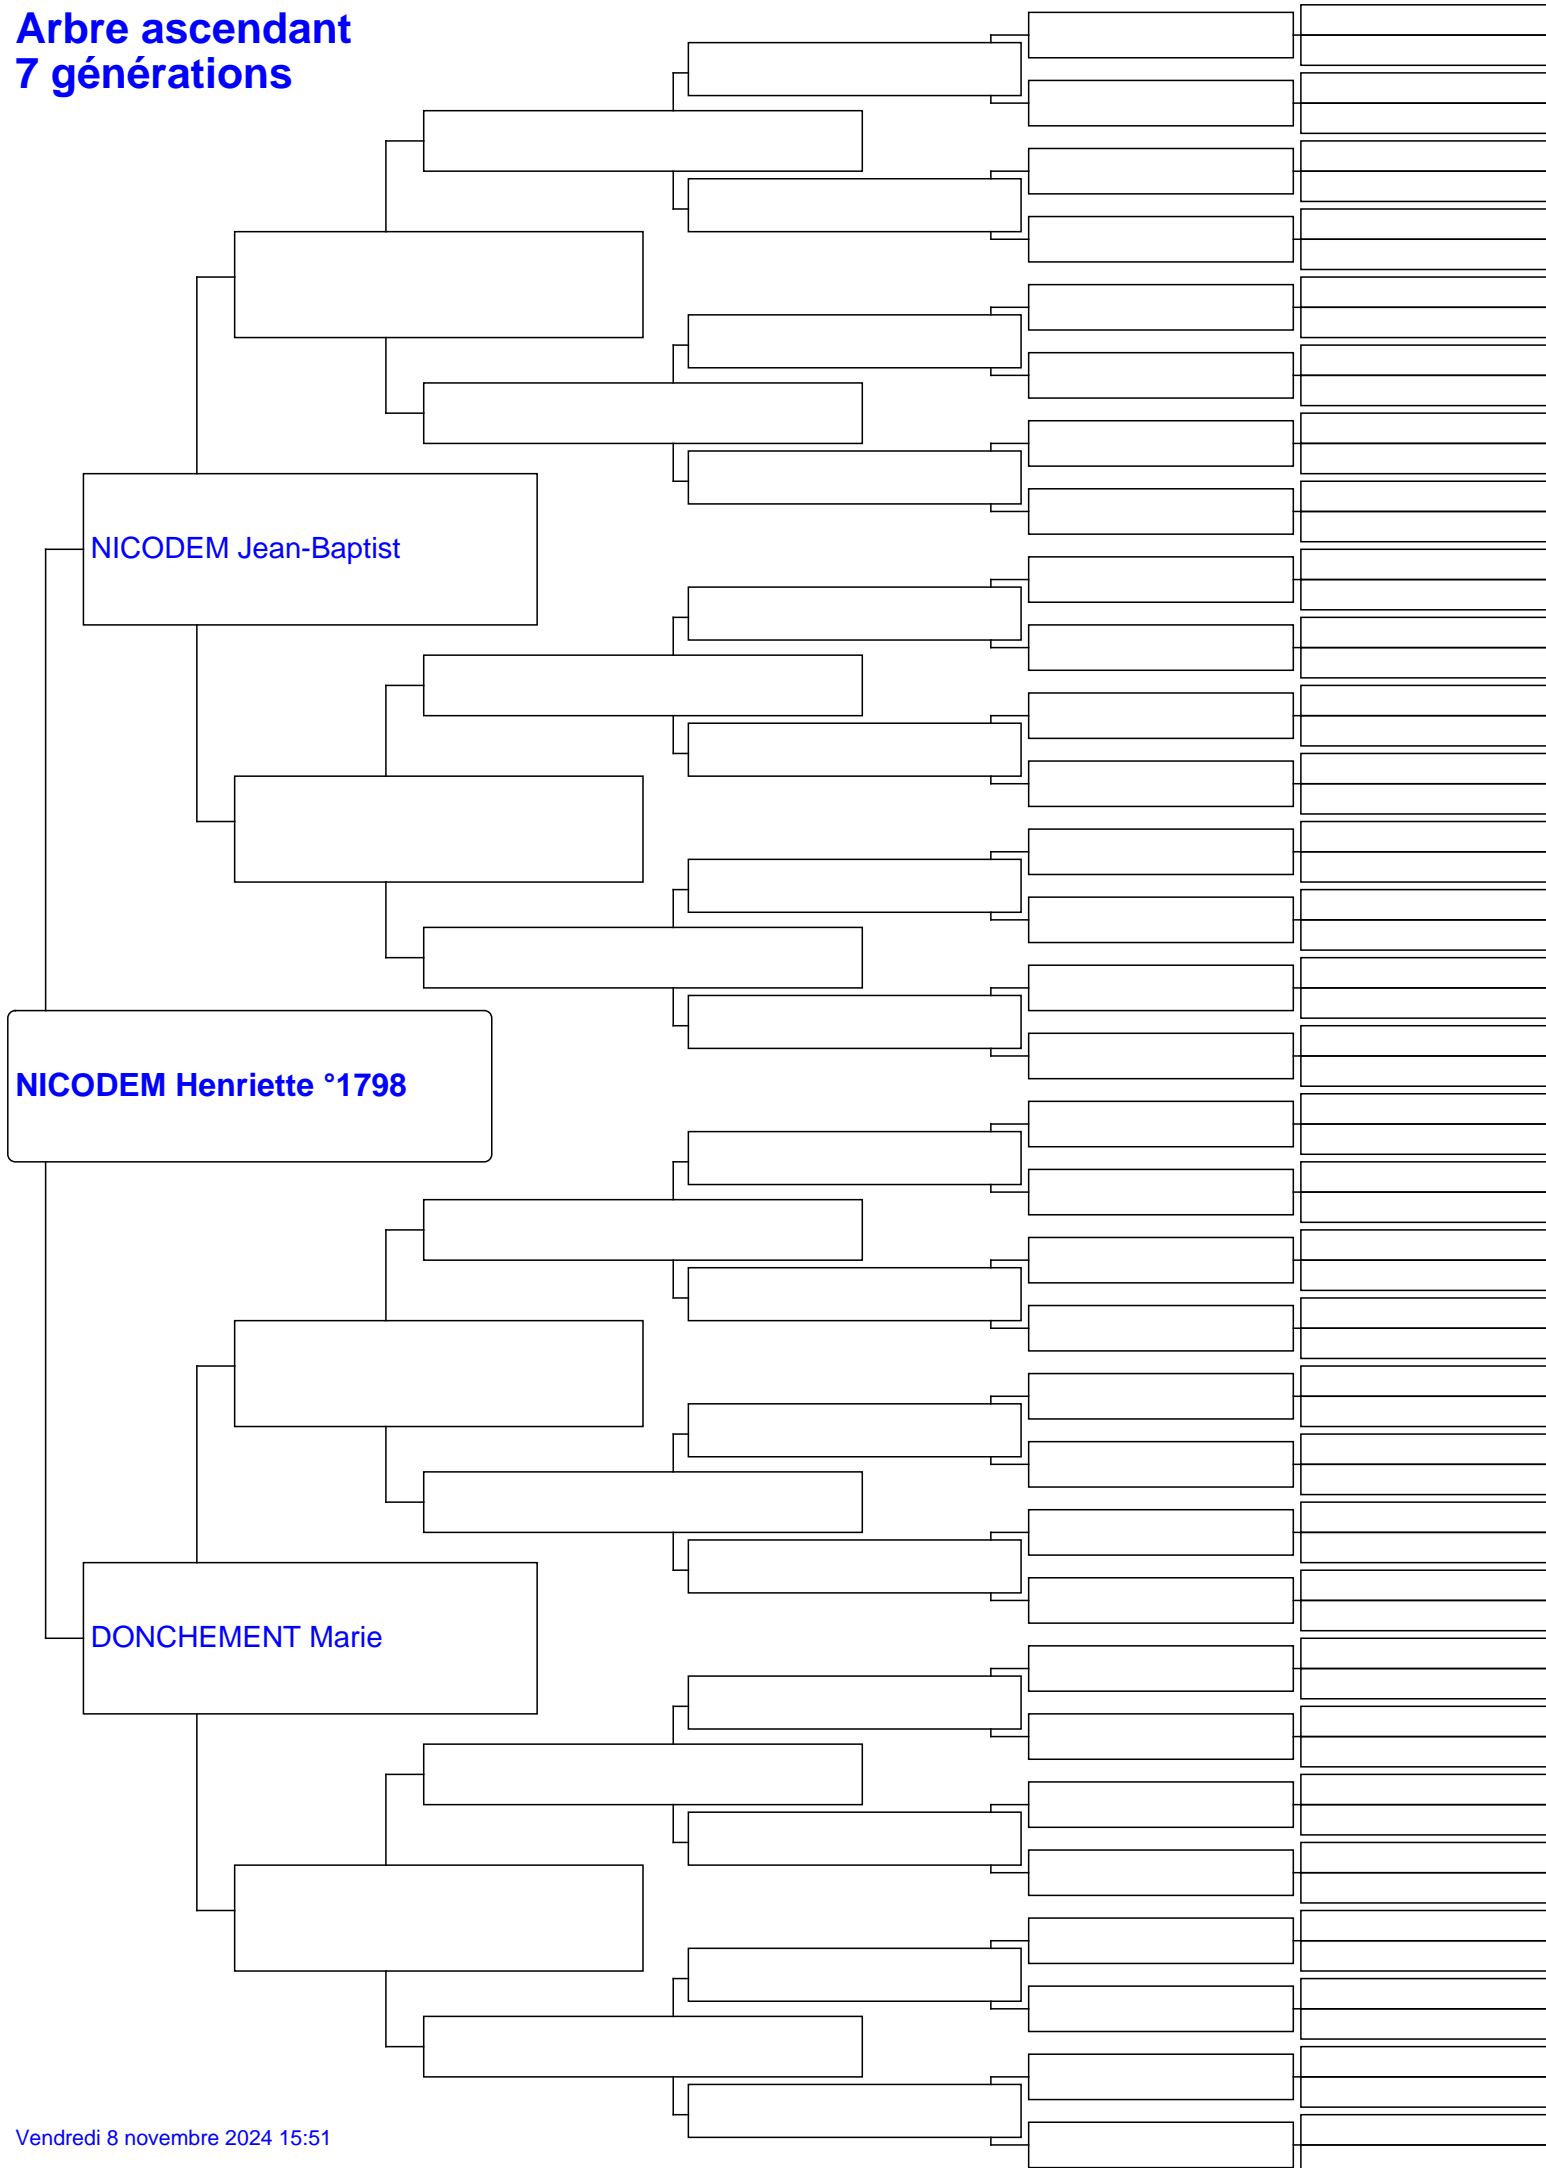 Arbre ascendant
7 générations
NICODEM Jean-Baptist
NICODEM Henriette °1798
DONCHEMENT Marie
Vendredi 8 novembre 2024 15:51